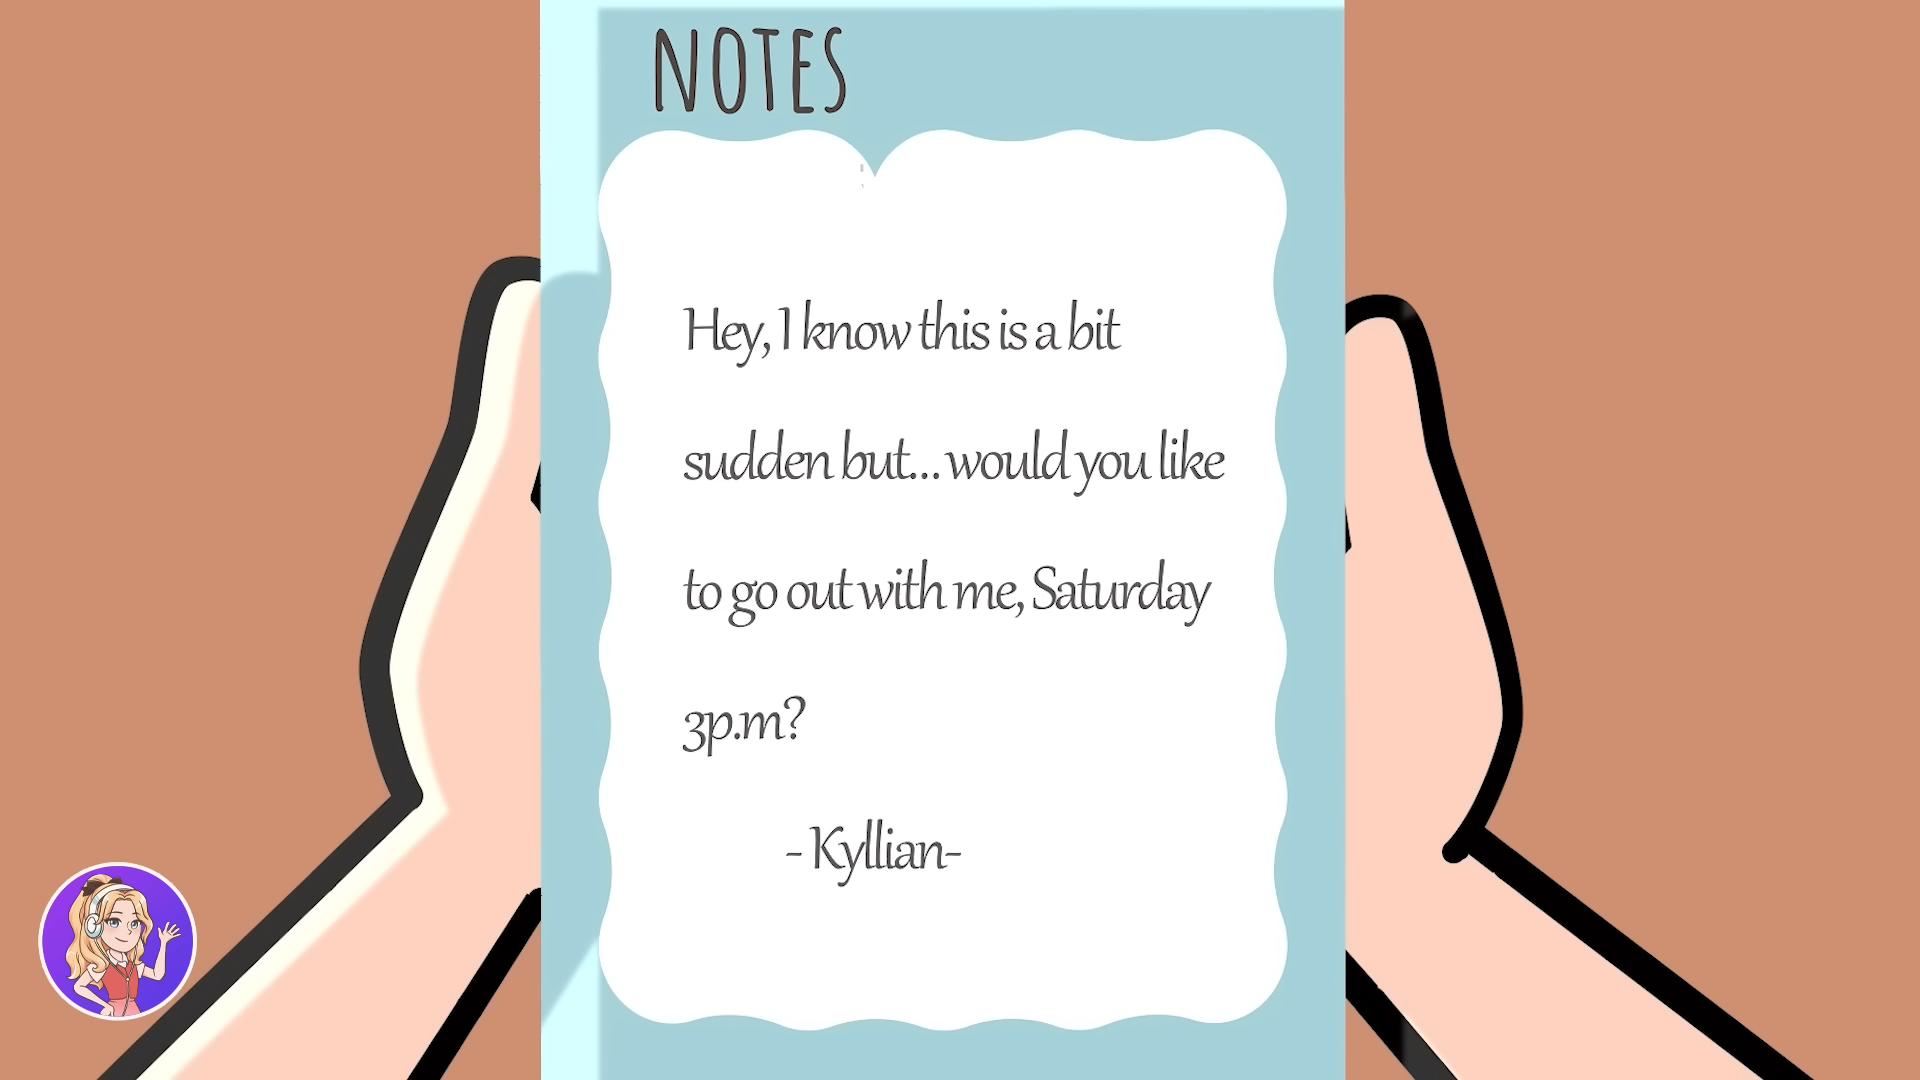 NOTES
Hey, I know this is a bit
sudden but... would you like
to go out with me, Saturday
3p.m?
- Kyllian-